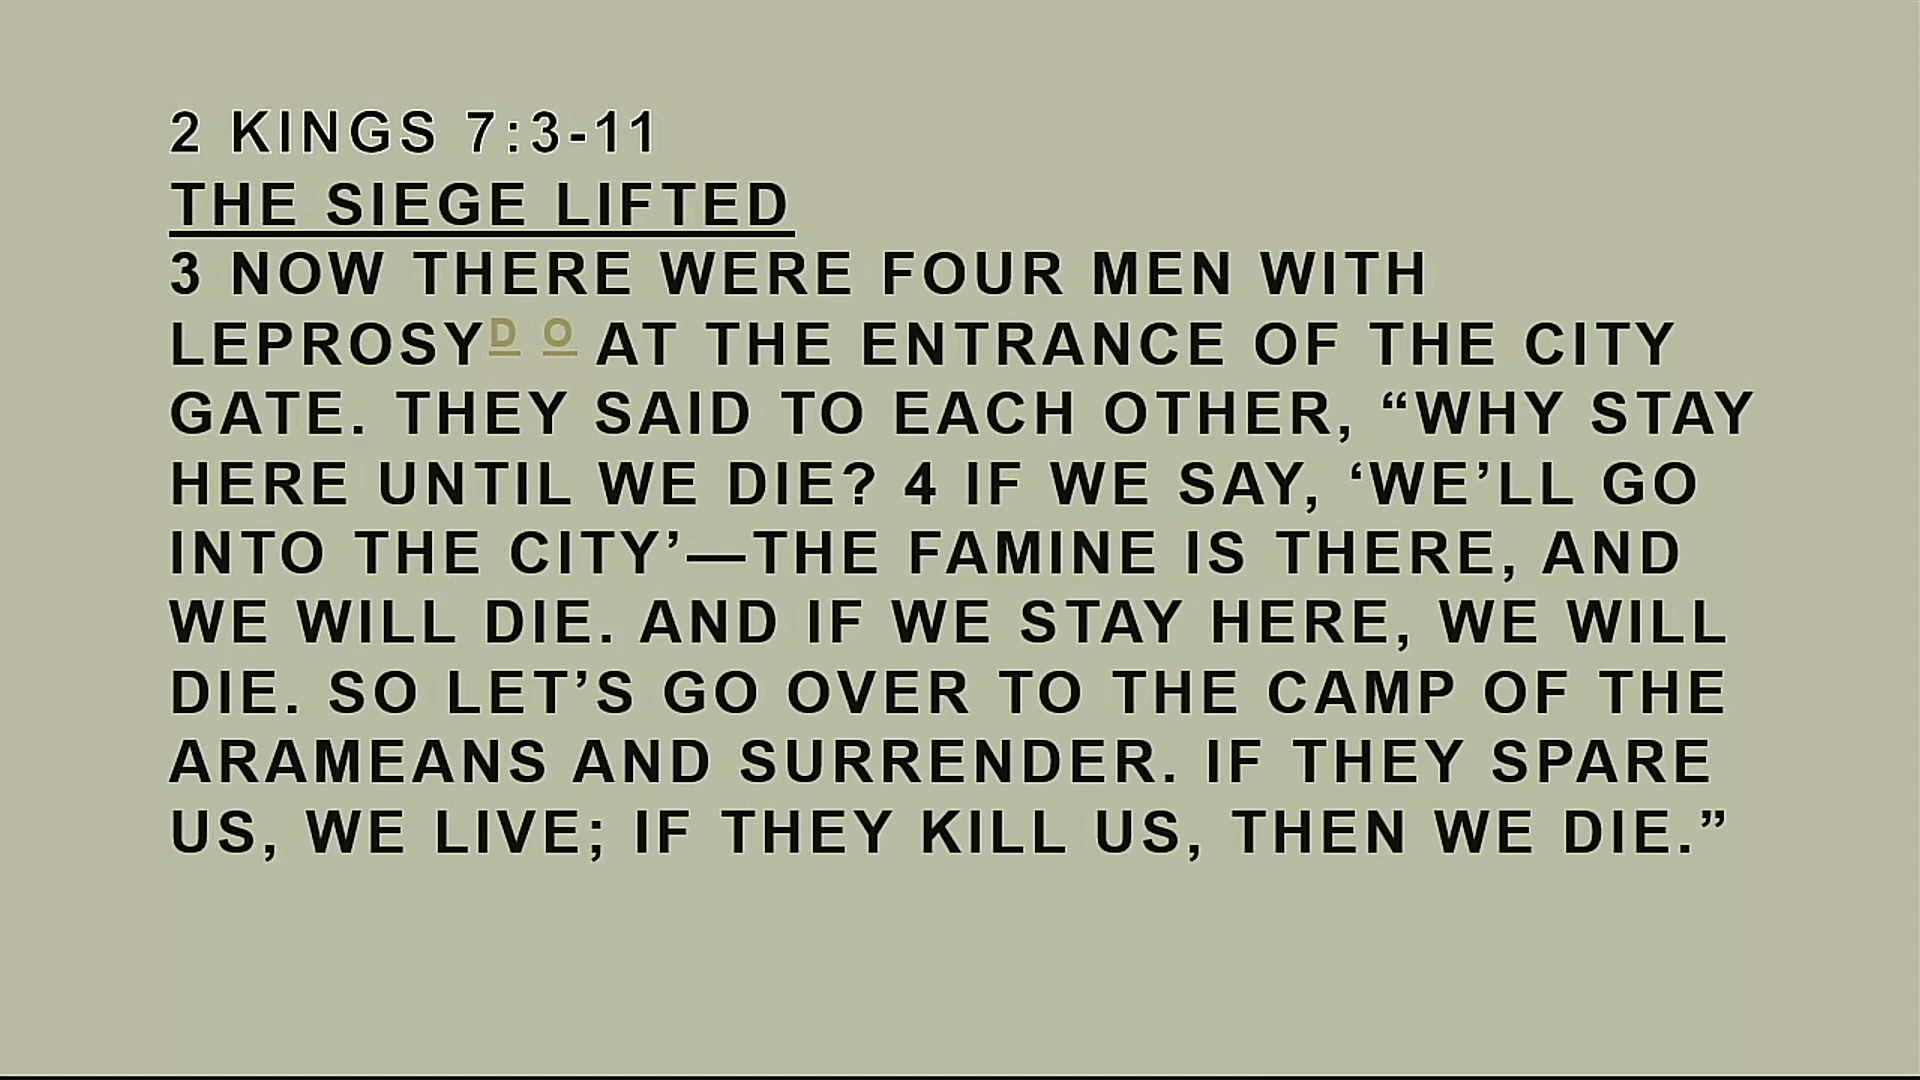 2 KINGS 7:3-11
THE SIEGE LIFTED
3 NOW THERE WERE FOUR MEN WITH
LEPROSYD O AT THE ENTRANCE OF THE CITY
GATE. THEY SAID TO EACH OTHER, “WHY STAY
HERE UNTIL WE DIE? 4 IF WE SAY, ‘WE’LL GO
INTO THE CITY’—THE FAMINE IS THERE, AND
WE WILL DIE. AND IF WE STAY HERE, WE WILL
DIE. SO LET’S GO OVER TO THE CAMP OF THE
ARAMEANS AND SURRENDER. IF THEY SPARE
US, WE LIVE; IF THEY KILL US, THEN WE DIE.”